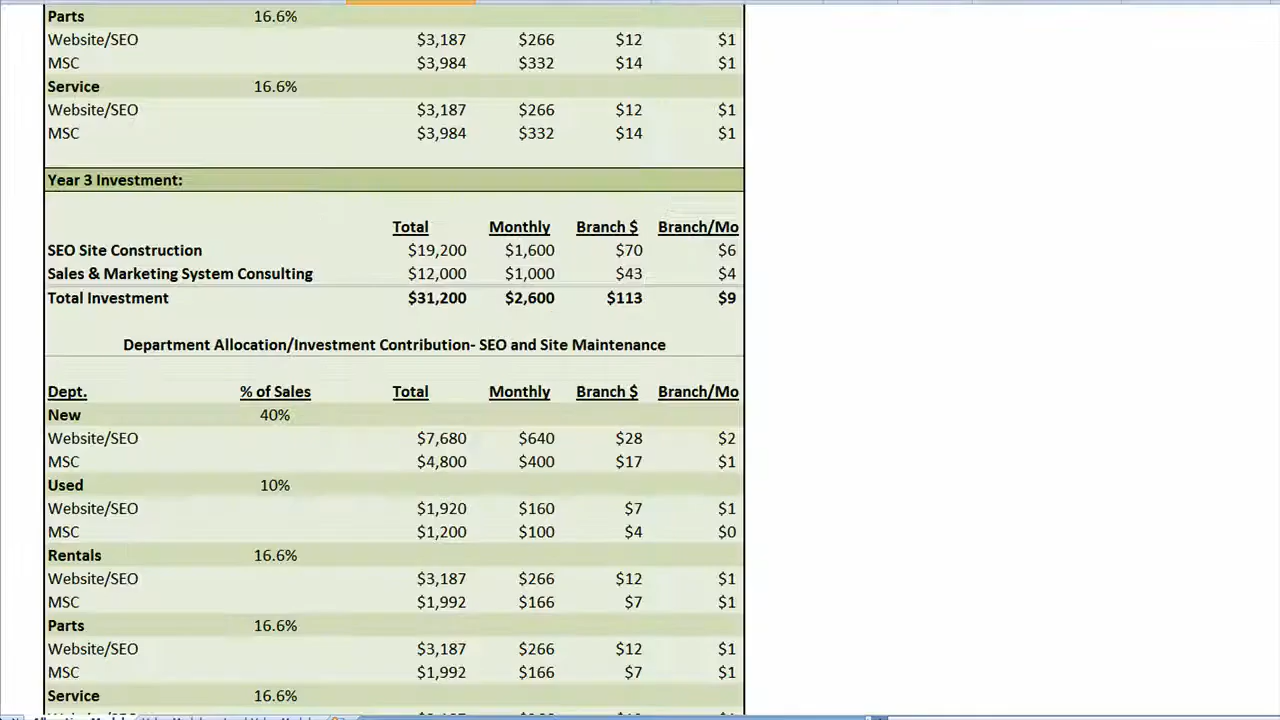 Parts 16.6%
Website/SEO $3,187 $266 $12 $1
MSC $3,984 $332 $14 $1
Service 16.6%
Website/SEO $3,187 $266 $12 $1
MSC $3,984 $332 $14 $1
Year 3 Investment:
Total Monthly Branch $ Branch/Mo
SEO Site Construction $19,200 $1,600 $70 $6
Sales & Marketing System Consulting $12,000 $1,000 $43 $4
Total Investment $31,200 $2,600 $113 $9
Department Allocation/Investment Contribution- SEO and Site Maintenance
Dept. % of Sales Total Monthly Branch $ Branch/Mo
New 40%
Website/SEO $7,680 $640 $28 $2
MSC $4,800 $400 $17 $1
Used 10%
Website/SEO $1,920 $160 $7 $1
MSC $1,200 $100 $4 $0
Rentals 16.6%
Website/SEO $3,187 $266 $12 $1
MSC $1,992 $166 $7 $1
Parts 16.6%
Website/SEO $3,187 $266 $12 $1
MSC $1,992 $166 $7 $1
Service 16.6%